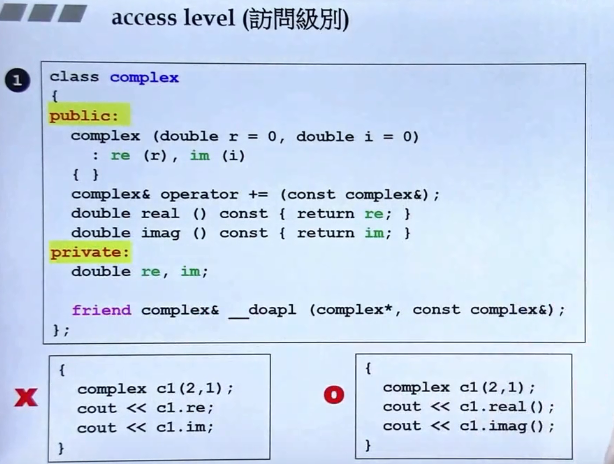 access level (訪問級別)
1
class complex
{
public:
complex (double r = 0, double i = 0)
: re (r), im (i)
{ }
complex& operator += (const complex&);
double real () const { return re; }
double imag () const { return im; }
private:
double re, im;
friend complex& __doapl (complex*, const complex&);
};
X
{
complex c1(2,1);
cout << c1.re;
cout << c1.im;
}
O
{
complex c1(2,1);
cout << c1.real();
cout << c1.imag();
}